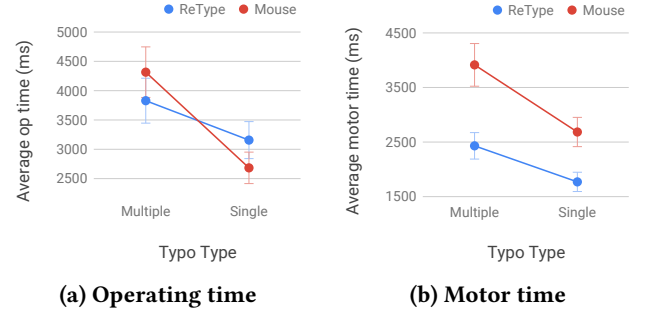 ReType Mouse
5000
4500
4000
3500
3000
2500
Average op time (ms)
Multiple Single
Typo Type
(a) Operating time
ReType Mouse
4500
3500
2500
1500
Average motor time (ms)
Multiple Single
Typo Type
(b) Motor time